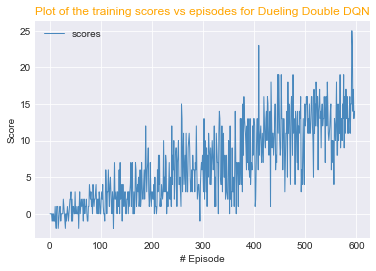 Plot of the training scores vs episodes for Dueling Double DQN
scores
25
20
15
10
5
0
Score
0 100 200 300 400 500 600
# Episode